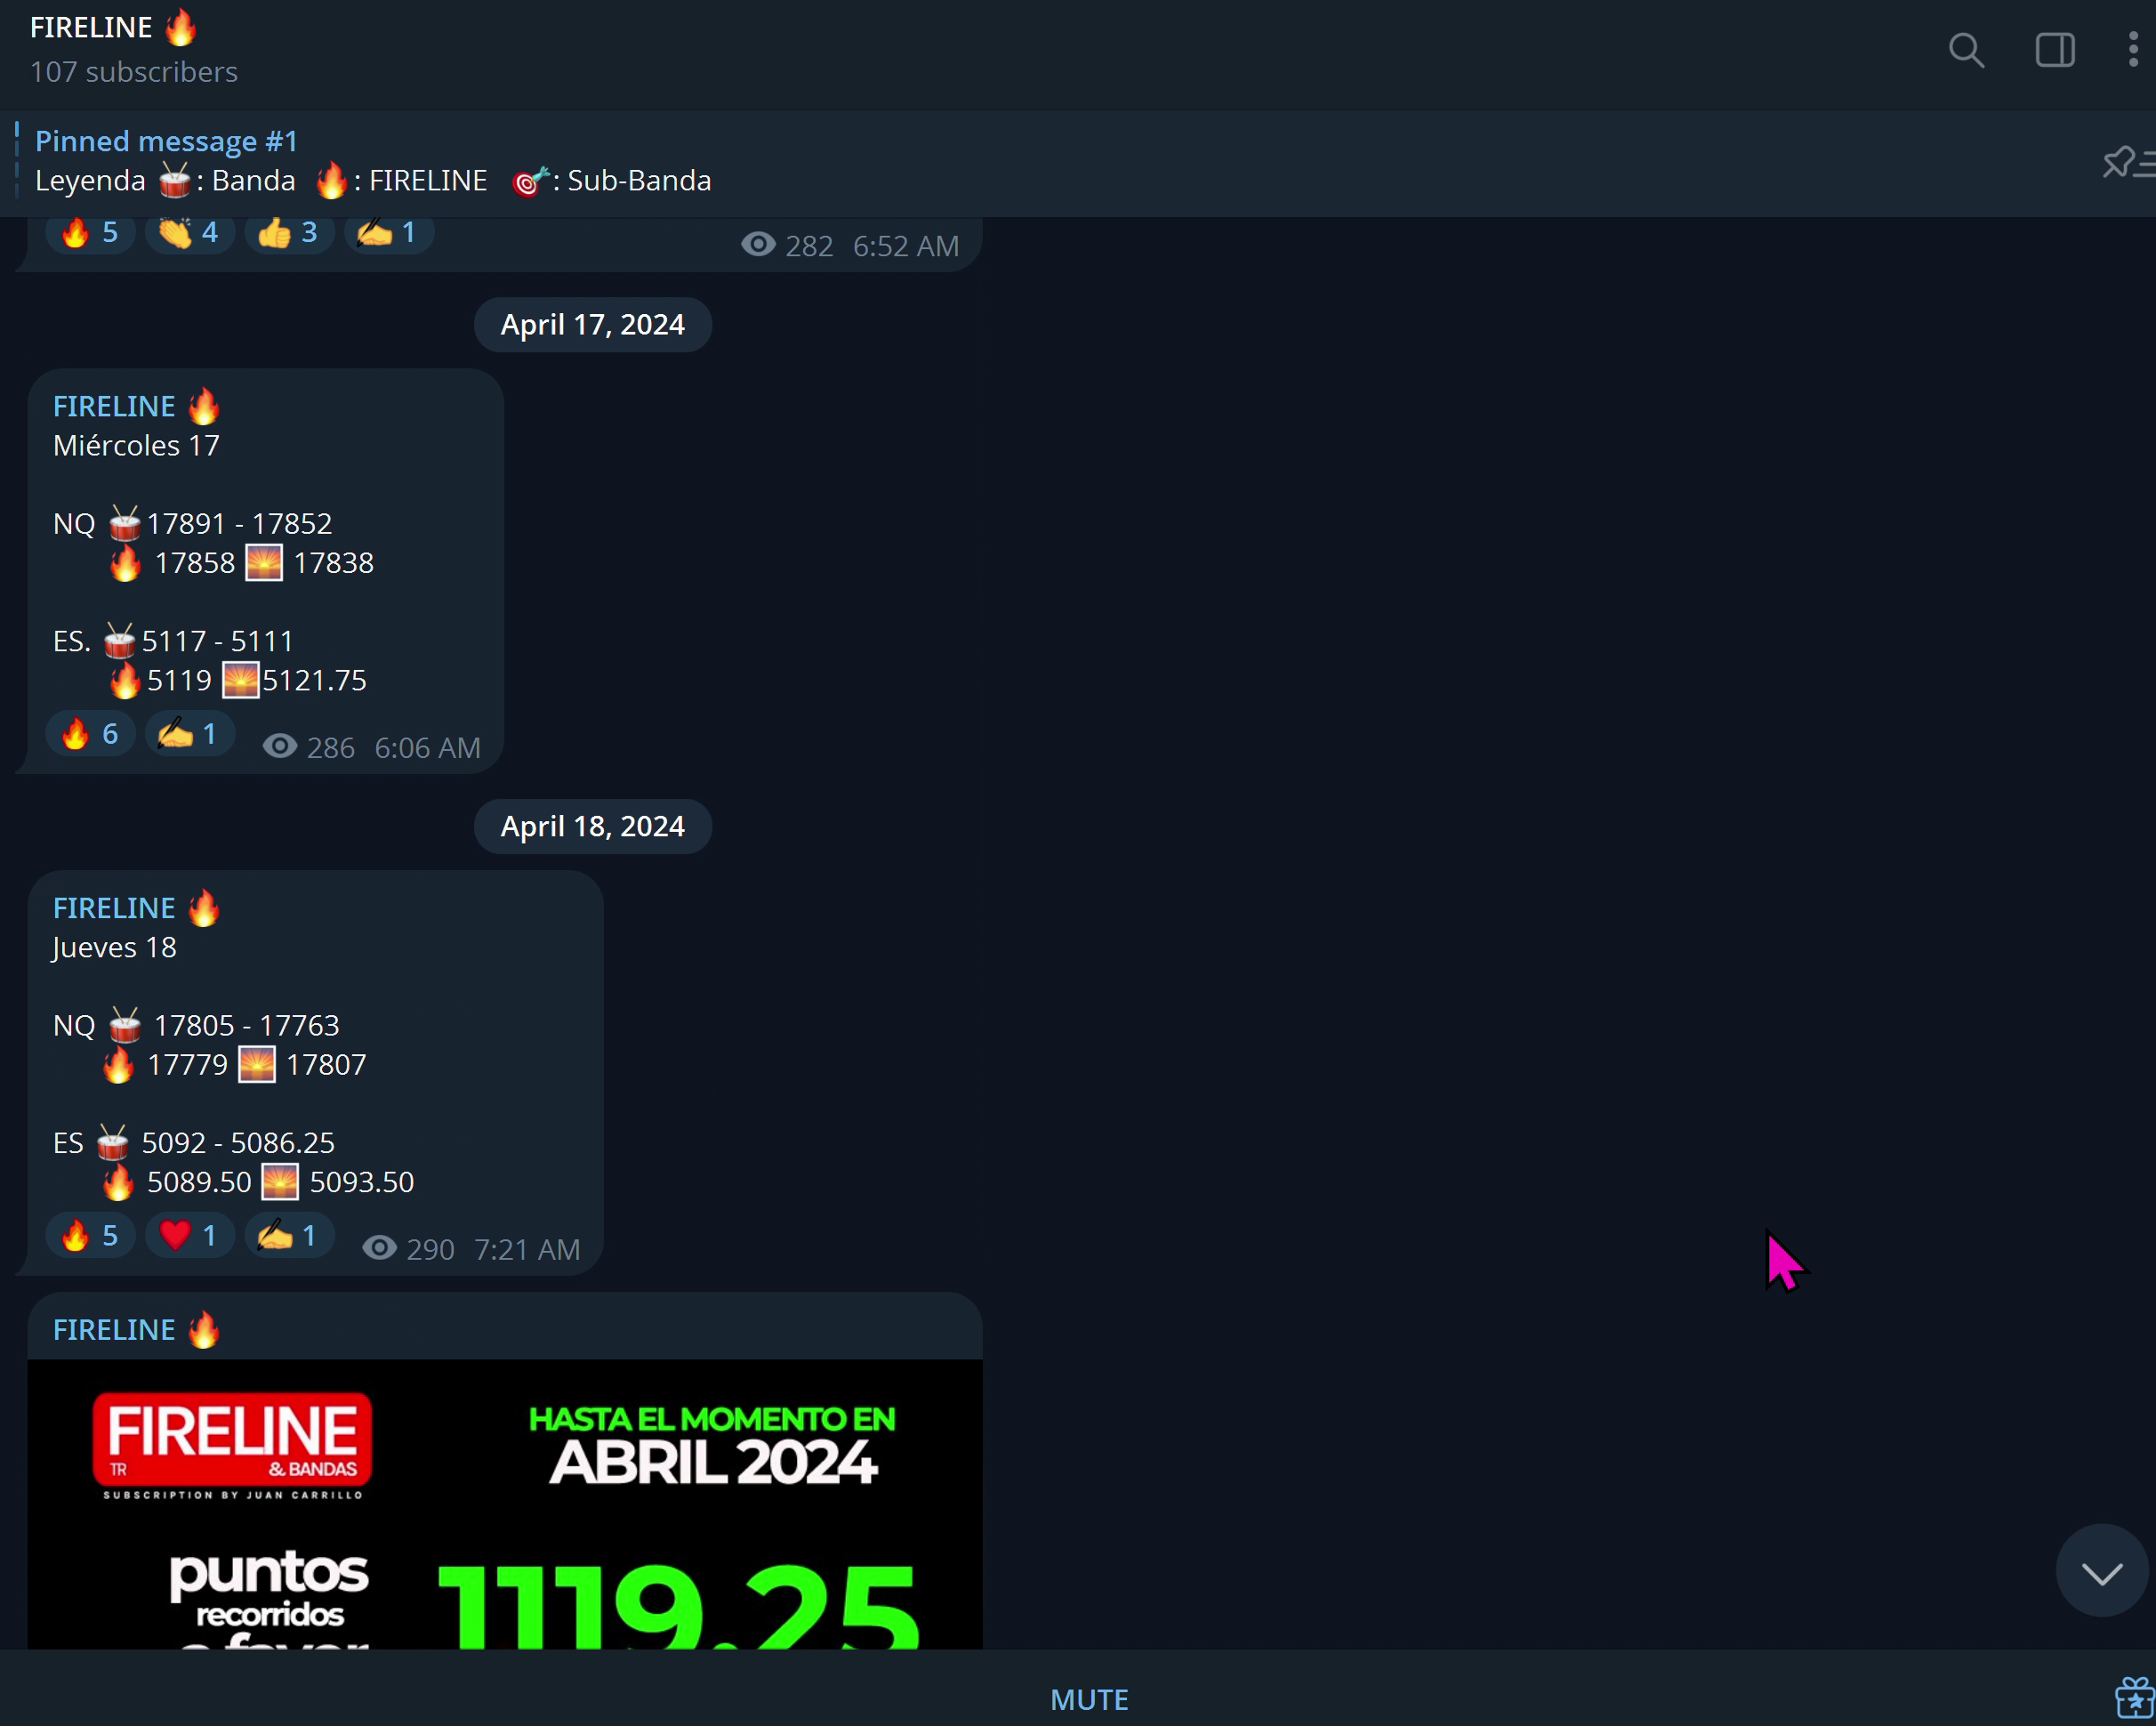 FIRELINE 🔥
107 subscribers
Pinned message #1
Leyenda 🥁: Banda 🔥: FIRELINE 🎯: Sub-Banda
🔥 5 👏 4 👍 3 ✍ 1 282 6:52 AM
April 17, 2024
FIRELINE 🔥
Miércoles 17
NQ 🥁17891 - 17852
🔥 17858 🌅 17838
ES. 🥁5117 - 5111
🔥5119 🌅5121.75
🔥 6 ✍ 1 286 6:06 AM
April 18, 2024
FIRELINE 🔥
Jueves 18
NQ 🥁 17805 - 17763
🔥 17779 🌅 17807
ES 🥁 5092 - 5086.25
🔥 5089.50 🌅 5093.50
🔥 5 ❤ 1 ✍ 1 290 7:21 AM
FIRELINE 🔥
FIRELINE
TR & BANDAS
SUBSCRIPTION BY JUAN CARRILLO
HASTA EL MOMENTO EN
ABRIL 2024
puntos
recorridos
a favor
1119.25
MUTE